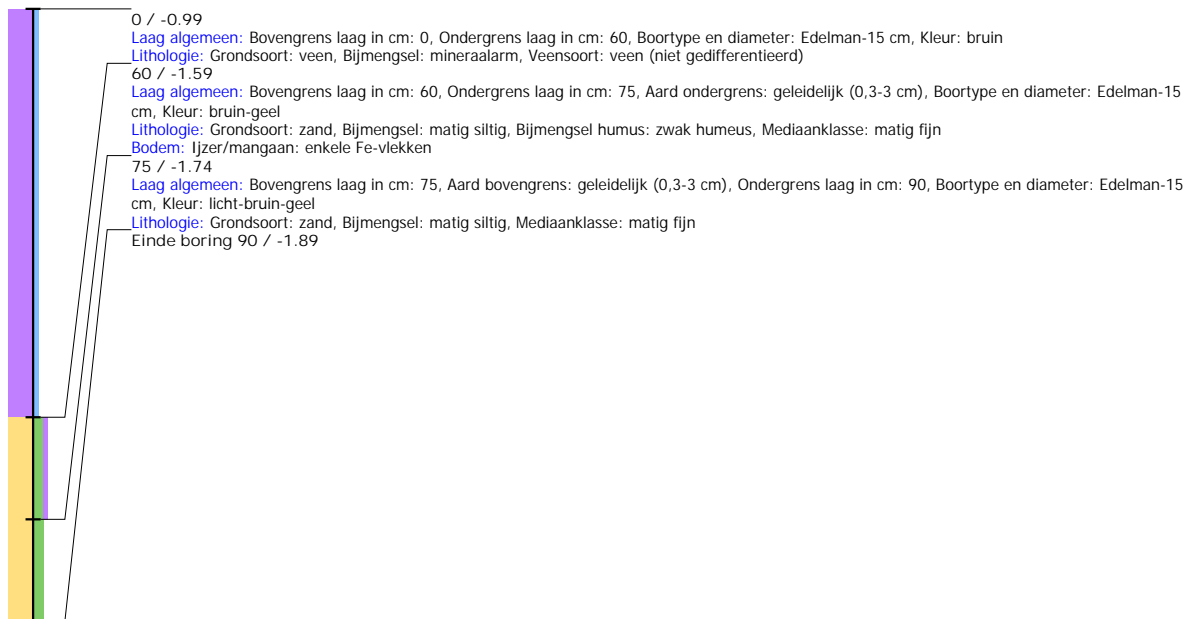 0 / -0.99
Laag algemeen: Bovengrens laag in cm: 0, Ondergrens laag in cm: 60, Boortype en diameter: Edelman-15 cm, Kleur: bruin
Lithologie: Grondsoort: veen, Bijmengsel: mineraalarm, Veensoort: veen (niet gedifferentieerd)
60 / -1.59
Laag algemeen: Bovengrens laag in cm: 60, Ondergrens laag in cm: 75, Aard ondergrens: geleidelijk (0,3-3 cm), Boortype en diameter: Edelman-15
cm, Kleur: bruin-geel
Lithologie: Grondsoort: zand, Bijmengsel: matig siltig, Bijmengsel humus: zwak humeus, Mediaanklasse: matig fijn
Bodem: Ijzer/mangaan: enkele Fe-vlekken
75 / -1.74
Laag algemeen: Bovengrens laag in cm: 75, Aard bovengrens: geleidelijk (0,3-3 cm), Ondergrens laag in cm: 90, Boortype en diameter: Edelman-15
cm, Kleur: licht-bruin-geel
Lithologie: Grondsoort: zand, Bijmengsel: matig siltig, Mediaanklasse: matig fijn
Einde boring 90 / -1.89